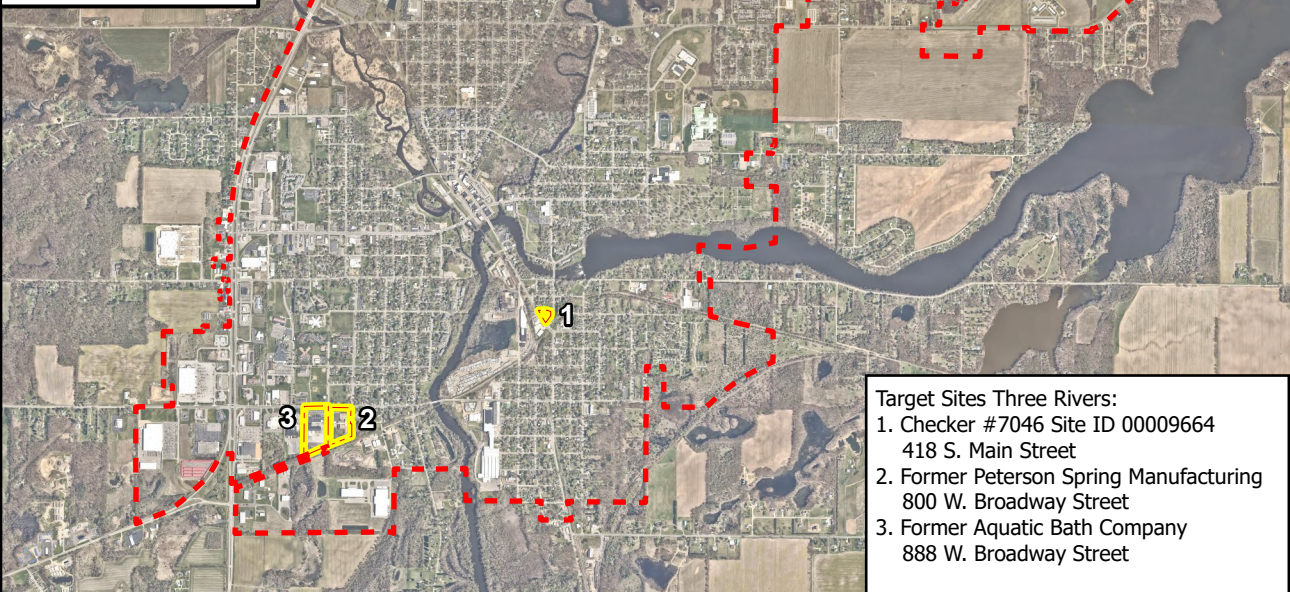 1
3
2
Target Sites Three Rivers:
1. Checker #7046 Site ID 00009664
418 S. Main Street
2. Former Peterson Spring Manufacturing
800 W. Broadway Street
3. Former Aquatic Bath Company
888 W. Broadway Street